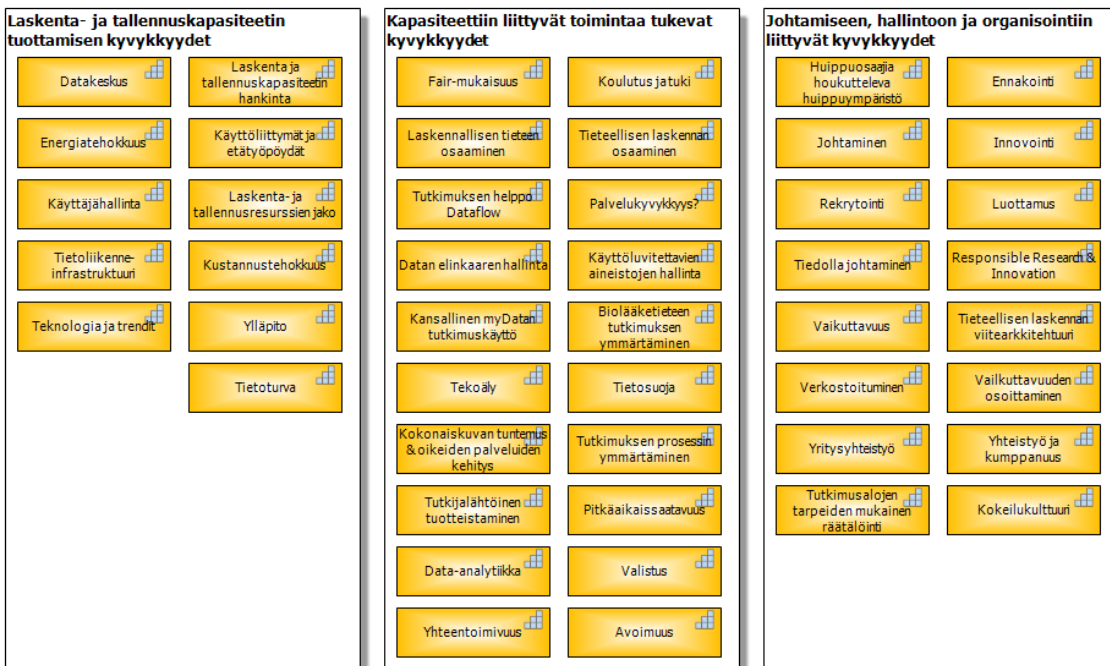 Laskenta- ja tallennuskapasiteetin
tuottamisen kyvykkyydet
Datakeskus
Laskenta ja
tallennuskapasiteetin
hankinta
Energiatehokkuus
Käyttöliittymät ja
etätyöpöydät
Käyttäjähallinta
Laskenta- ja
tallennusresurssien jako
Tietoliikenne-
infrastruktuuri
Kustannustehokkuus
Teknologia ja trendit
Ylläpito
Tietoturva
Kapasiteettiin liittyvät toimintaa tukevat
kyvykkyydet
Fair-mukaisuus
Koulutus ja tuki
Laskennallisen tieteen
osaaminen
Tieteellisen laskennan
osaaminen
Tutkimuksen helppo
Dataflow
Palvelukyvykkyys?
Datan elinkaaren hallinta
Käyttöluvitettavien
aineistojen hallinta
Kansallinen myDatan
tutkimuskäyttö
Biolääketieteen
tutkimuksen
ymmärtäminen
Tekoäly
Tietosuoja
Kokonaiskuvan tuntemus
& oikeiden palveluiden
kehitys
Tutkimuksen prosessin
ymmärtäminen
Tutkijalähtöinen
tuotteistaminen
Pitkäaikaissaatavuus
Data-analytiikka
Valistus
Yhteentoimivuus
Avoimuus
Johtamiseen, hallintoon ja organisointiin
liittyvät kyvykkyydet
Huippuosaajia
houkutteleva
huippuympäristö
Ennakointi
Johtaminen
Innovointi
Rekrytointi
Luottamus
Tiedolla johtaminen
Responsible Research &
Innovation
Vaikuttavuus
Tieteellisen laskennan
viitearkkitehtuuri
Verkostoituminen
Vailkuttavuuden
osoittaminen
Yritysyhteistyö
Yhteistyö ja
kumppanuus
Tutkimusalojen
tarpeiden mukainen
räätälöinti
Kokeilukulttuuri